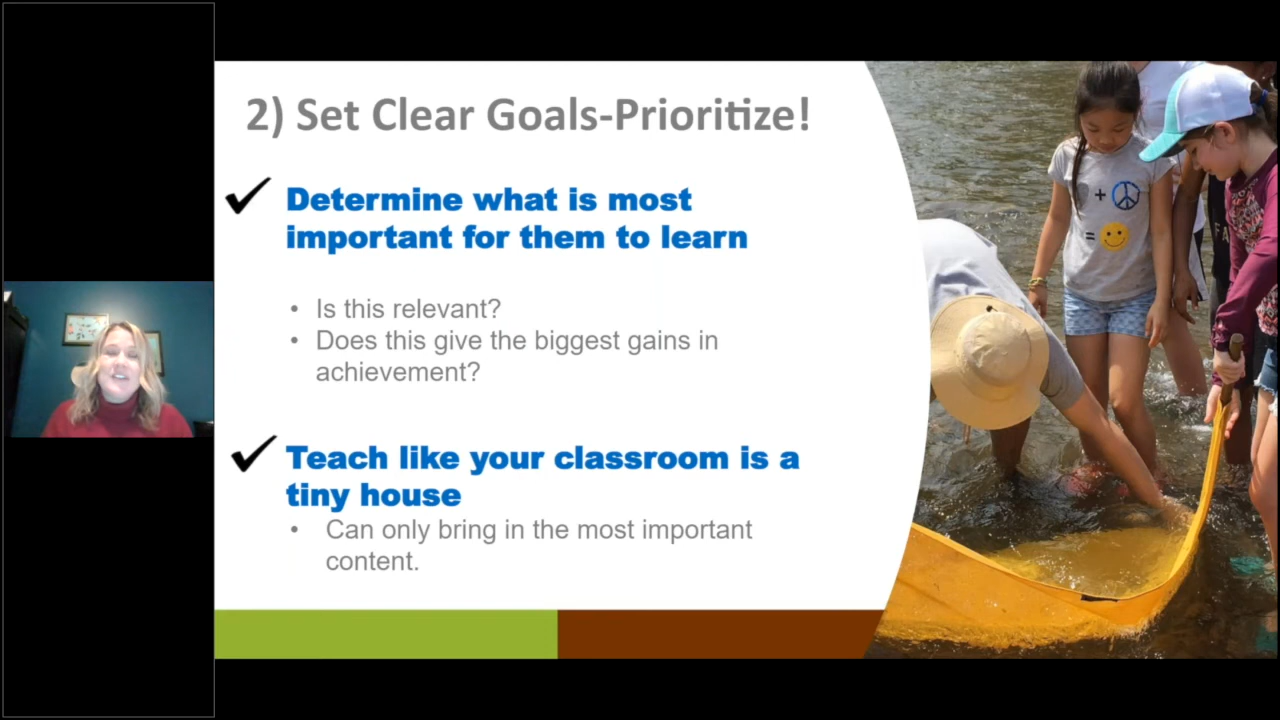 2) Set Clear Goals-Prioritize!
Determine what is most
important for them to learn
• Is this relevant?
• Does this give the biggest gains in
achievement?
Teach like your classroom is a
tiny house
• Can only bring in the most important
content.
+
=